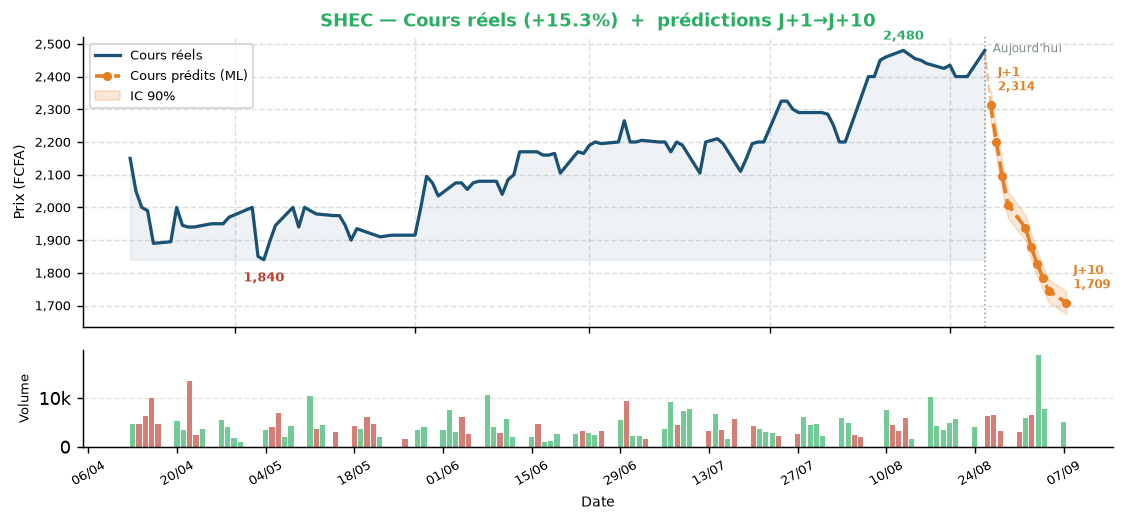 SHEC — Cours réels (+15.3%)  +  prédictions J+1→J+10
Cours réels
Cours prédits (ML)
IC 90%
2,480
Aujourd'hui
J+1
2,314
1,840
J+10
1,709
Prix (FCFA)
2,500
2,400
2,300
2,200
2,100
2,000
1,900
1,800
1,700
Volume
10k
0
06/04 20/04 04/05 18/05 01/06 15/06 29/06 13/07 27/07 10/08 24/08 07/09
Date